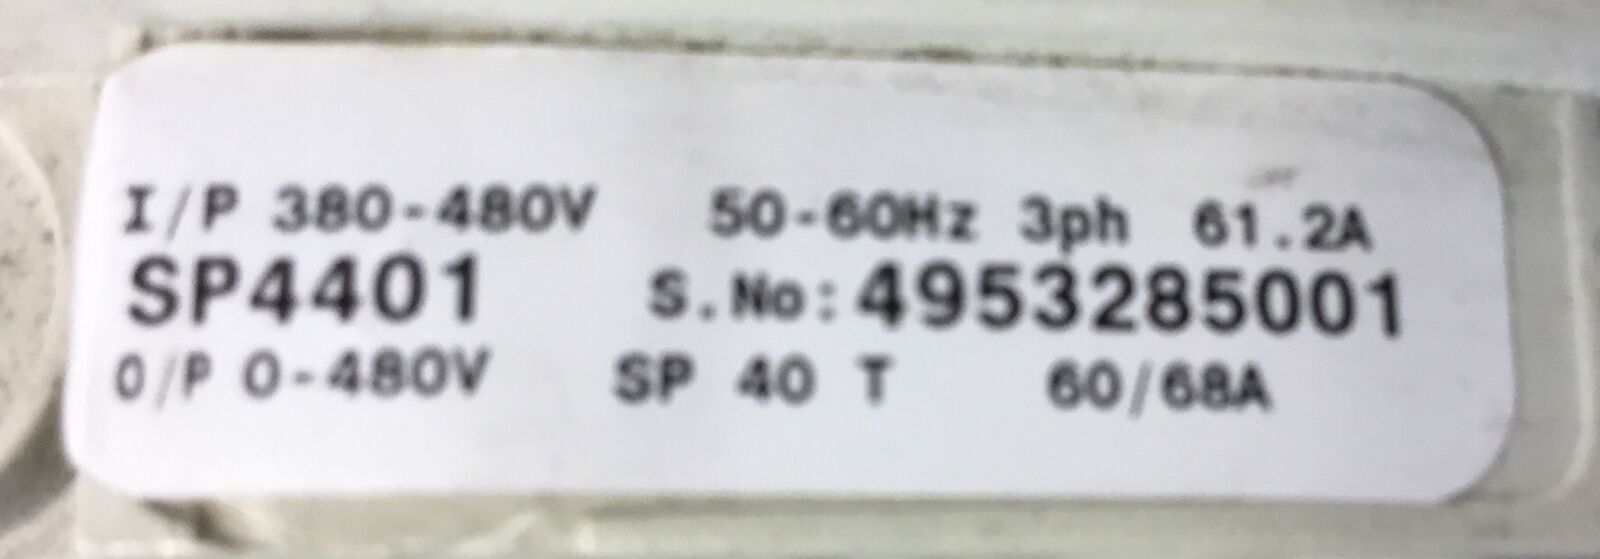 I/P 380-480V 50-60Hz 3ph 61.2A
SP4401 S.No:4953285001
O/P 0-480V SP 40 T 60/68A